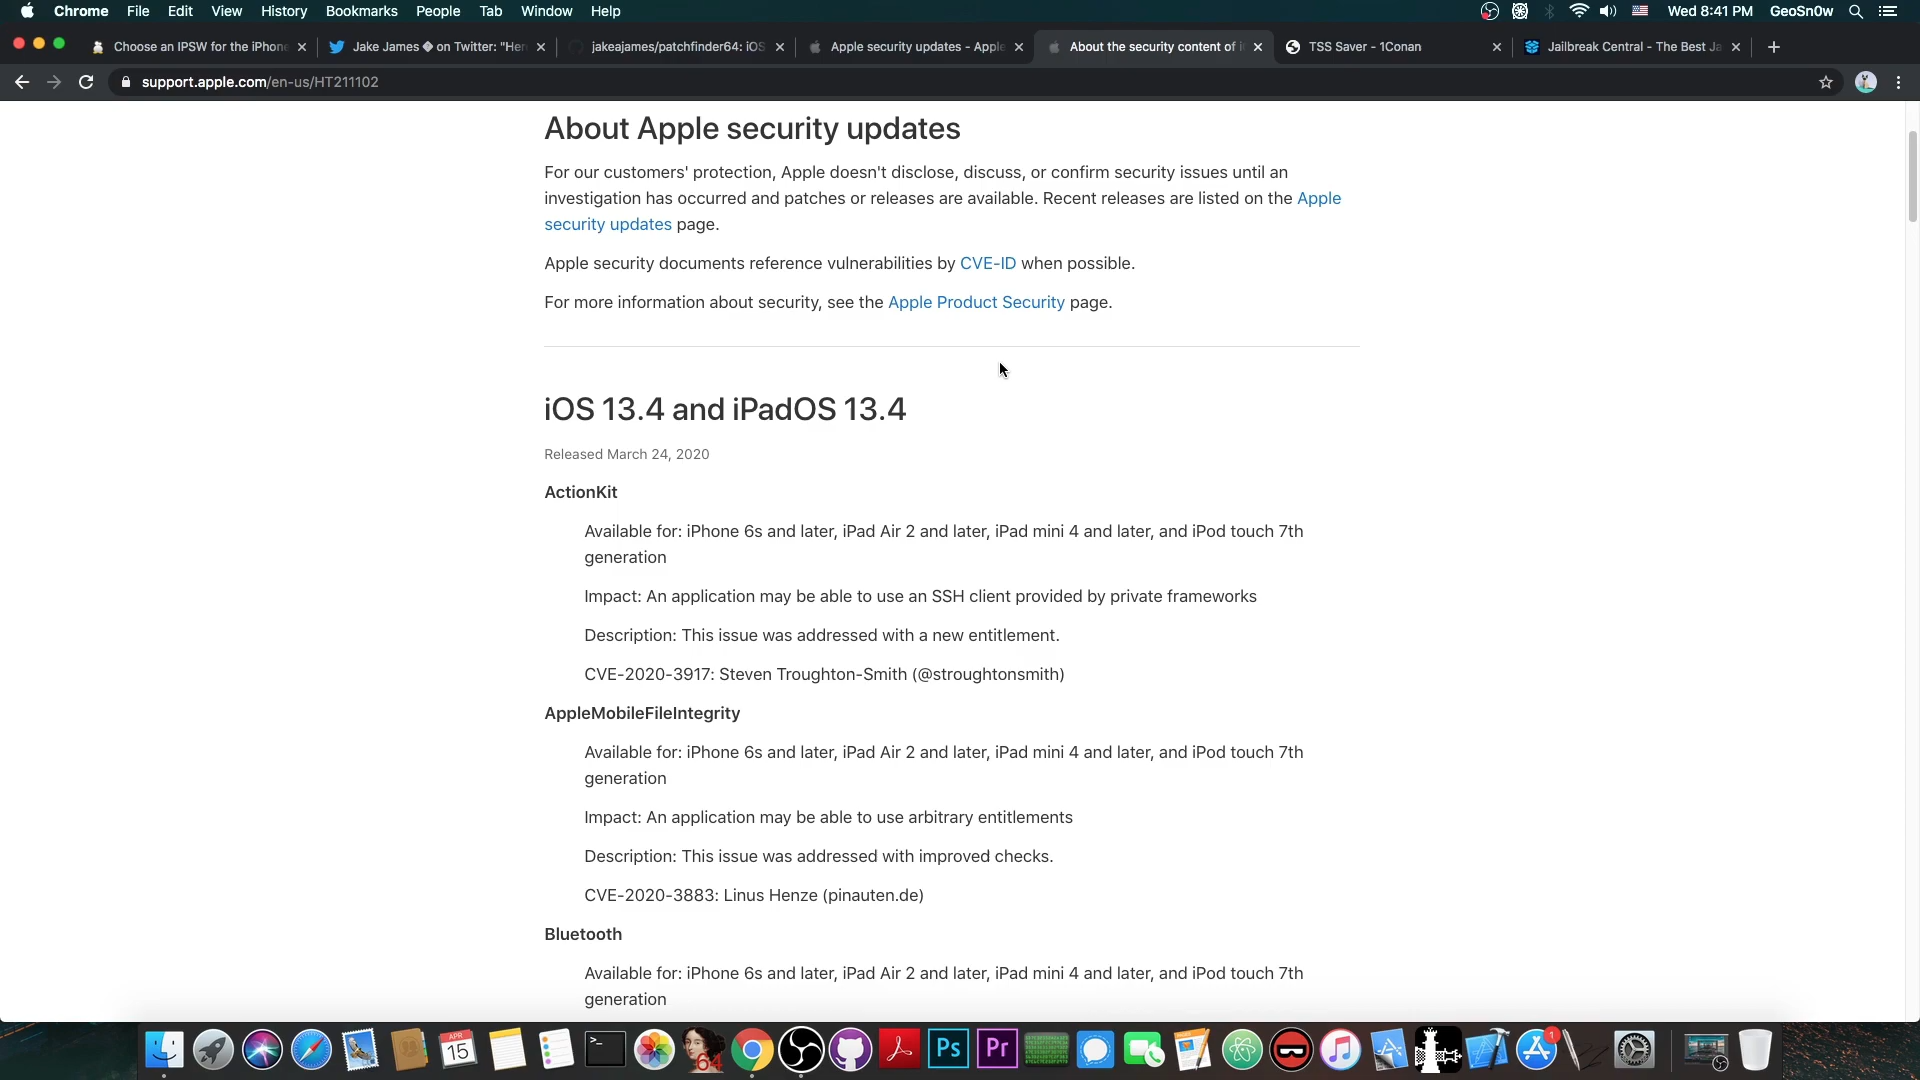 Chrome File Edit View History Bookmarks People Tab Window Help Wed 8:41 PM GeoSn0w
Choose an IPSW for the iPhone
Jake James � on Twitter: "Her
jakeajames/patchfinder64: iOS
Apple security updates - Apple
About the security content of i
TSS Saver - 1Conan
Jailbreak Central - The Best Ja
support.apple.com/en-us/HT211102
About Apple security updates
For our customers' protection, Apple doesn't disclose, discuss, or confirm security issues until an
investigation has occurred and patches or releases are available. Recent releases are listed on the Apple
security updates page.
Apple security documents reference vulnerabilities by CVE-ID when possible.
For more information about security, see the Apple Product Security page.
iOS 13.4 and iPadOS 13.4
Released March 24, 2020
ActionKit
Available for: iPhone 6s and later, iPad Air 2 and later, iPad mini 4 and later, and iPod touch 7th
generation
Impact: An application may be able to use an SSH client provided by private frameworks
Description: This issue was addressed with a new entitlement.
CVE-2020-3917: Steven Troughton-Smith (@stroughtonsmith)
AppleMobileFileIntegrity
Available for: iPhone 6s and later, iPad Air 2 and later, iPad mini 4 and later, and iPod touch 7th
generation
Impact: An application may be able to use arbitrary entitlements
Description: This issue was addressed with improved checks.
CVE-2020-3883: Linus Henze (pinauten.de)
Bluetooth
Available for: iPhone 6s and later, iPad Air 2 and later, iPad mini 4 and later, and iPod touch 7th
generation
APR
15
64
Ps
Pr
1